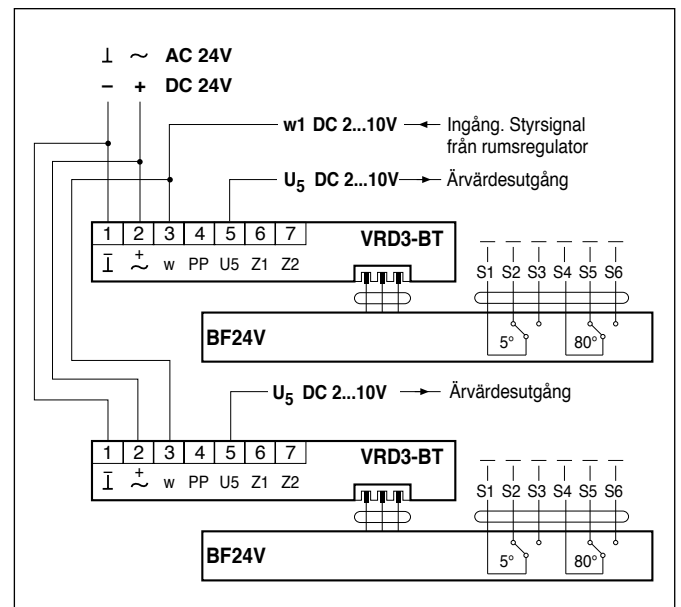 ⊥ ~ AC 24V
– + DC 24V
w1 DC 2...10V Ingång. Styrsignal
från rumsregulator
U5 DC 2...10V Ärvärdesutgång
1 2 3 4 5 6 7 VRD3-BT
⊥ ~ + w PP U5 Z1 Z2
S1 S2 S3 S4 S5 S6
BF24V 5° 80°
U5 DC 2...10V Ärvärdesutgång
1 2 3 4 5 6 7 VRD3-BT
⊥ ~ + w PP U5 Z1 Z2
S1 S2 S3 S4 S5 S6
BF24V 5° 80°